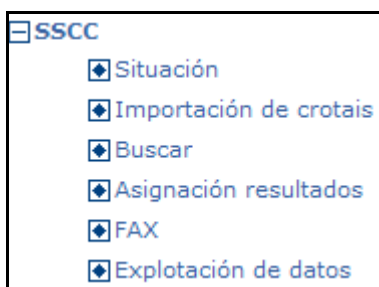 SSCC
Situación
Importación de crotais
Buscar
Asignación resultados
FAX
Explotación de datos